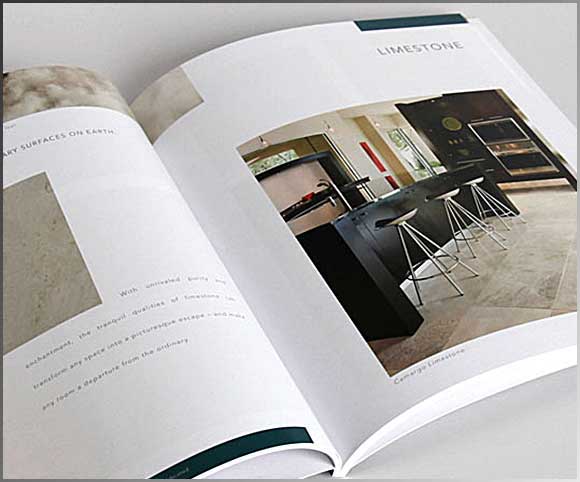 ARY SURFACES ON EARTH.
With unrivaled purity and
enchantment, the tranquil qualities of limestone
transform any space into a picturesque escape—and make
any room a departure from the ordinary.
LIMESTONE
Camargo Limestone